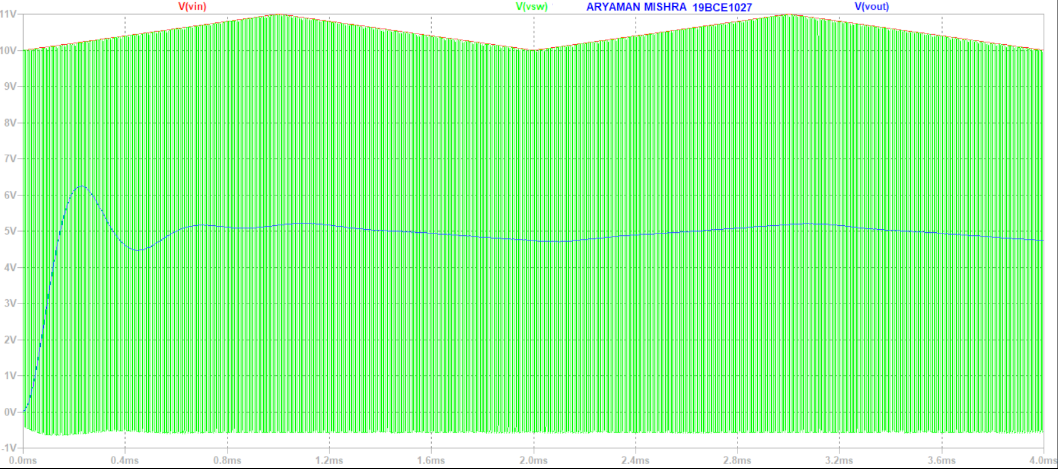 V(vin) V(vsw) ARYAMAN MISHRA 19BCE1027 V(vout)
11V
10V
9V
8V
7V
6V
5V
4V
3V
2V
1V
0V
-1V
0.0ms 0.4ms 0.8ms 1.2ms 1.6ms 2.0ms 2.4ms 2.8ms 3.2ms 3.6ms 4.0ms